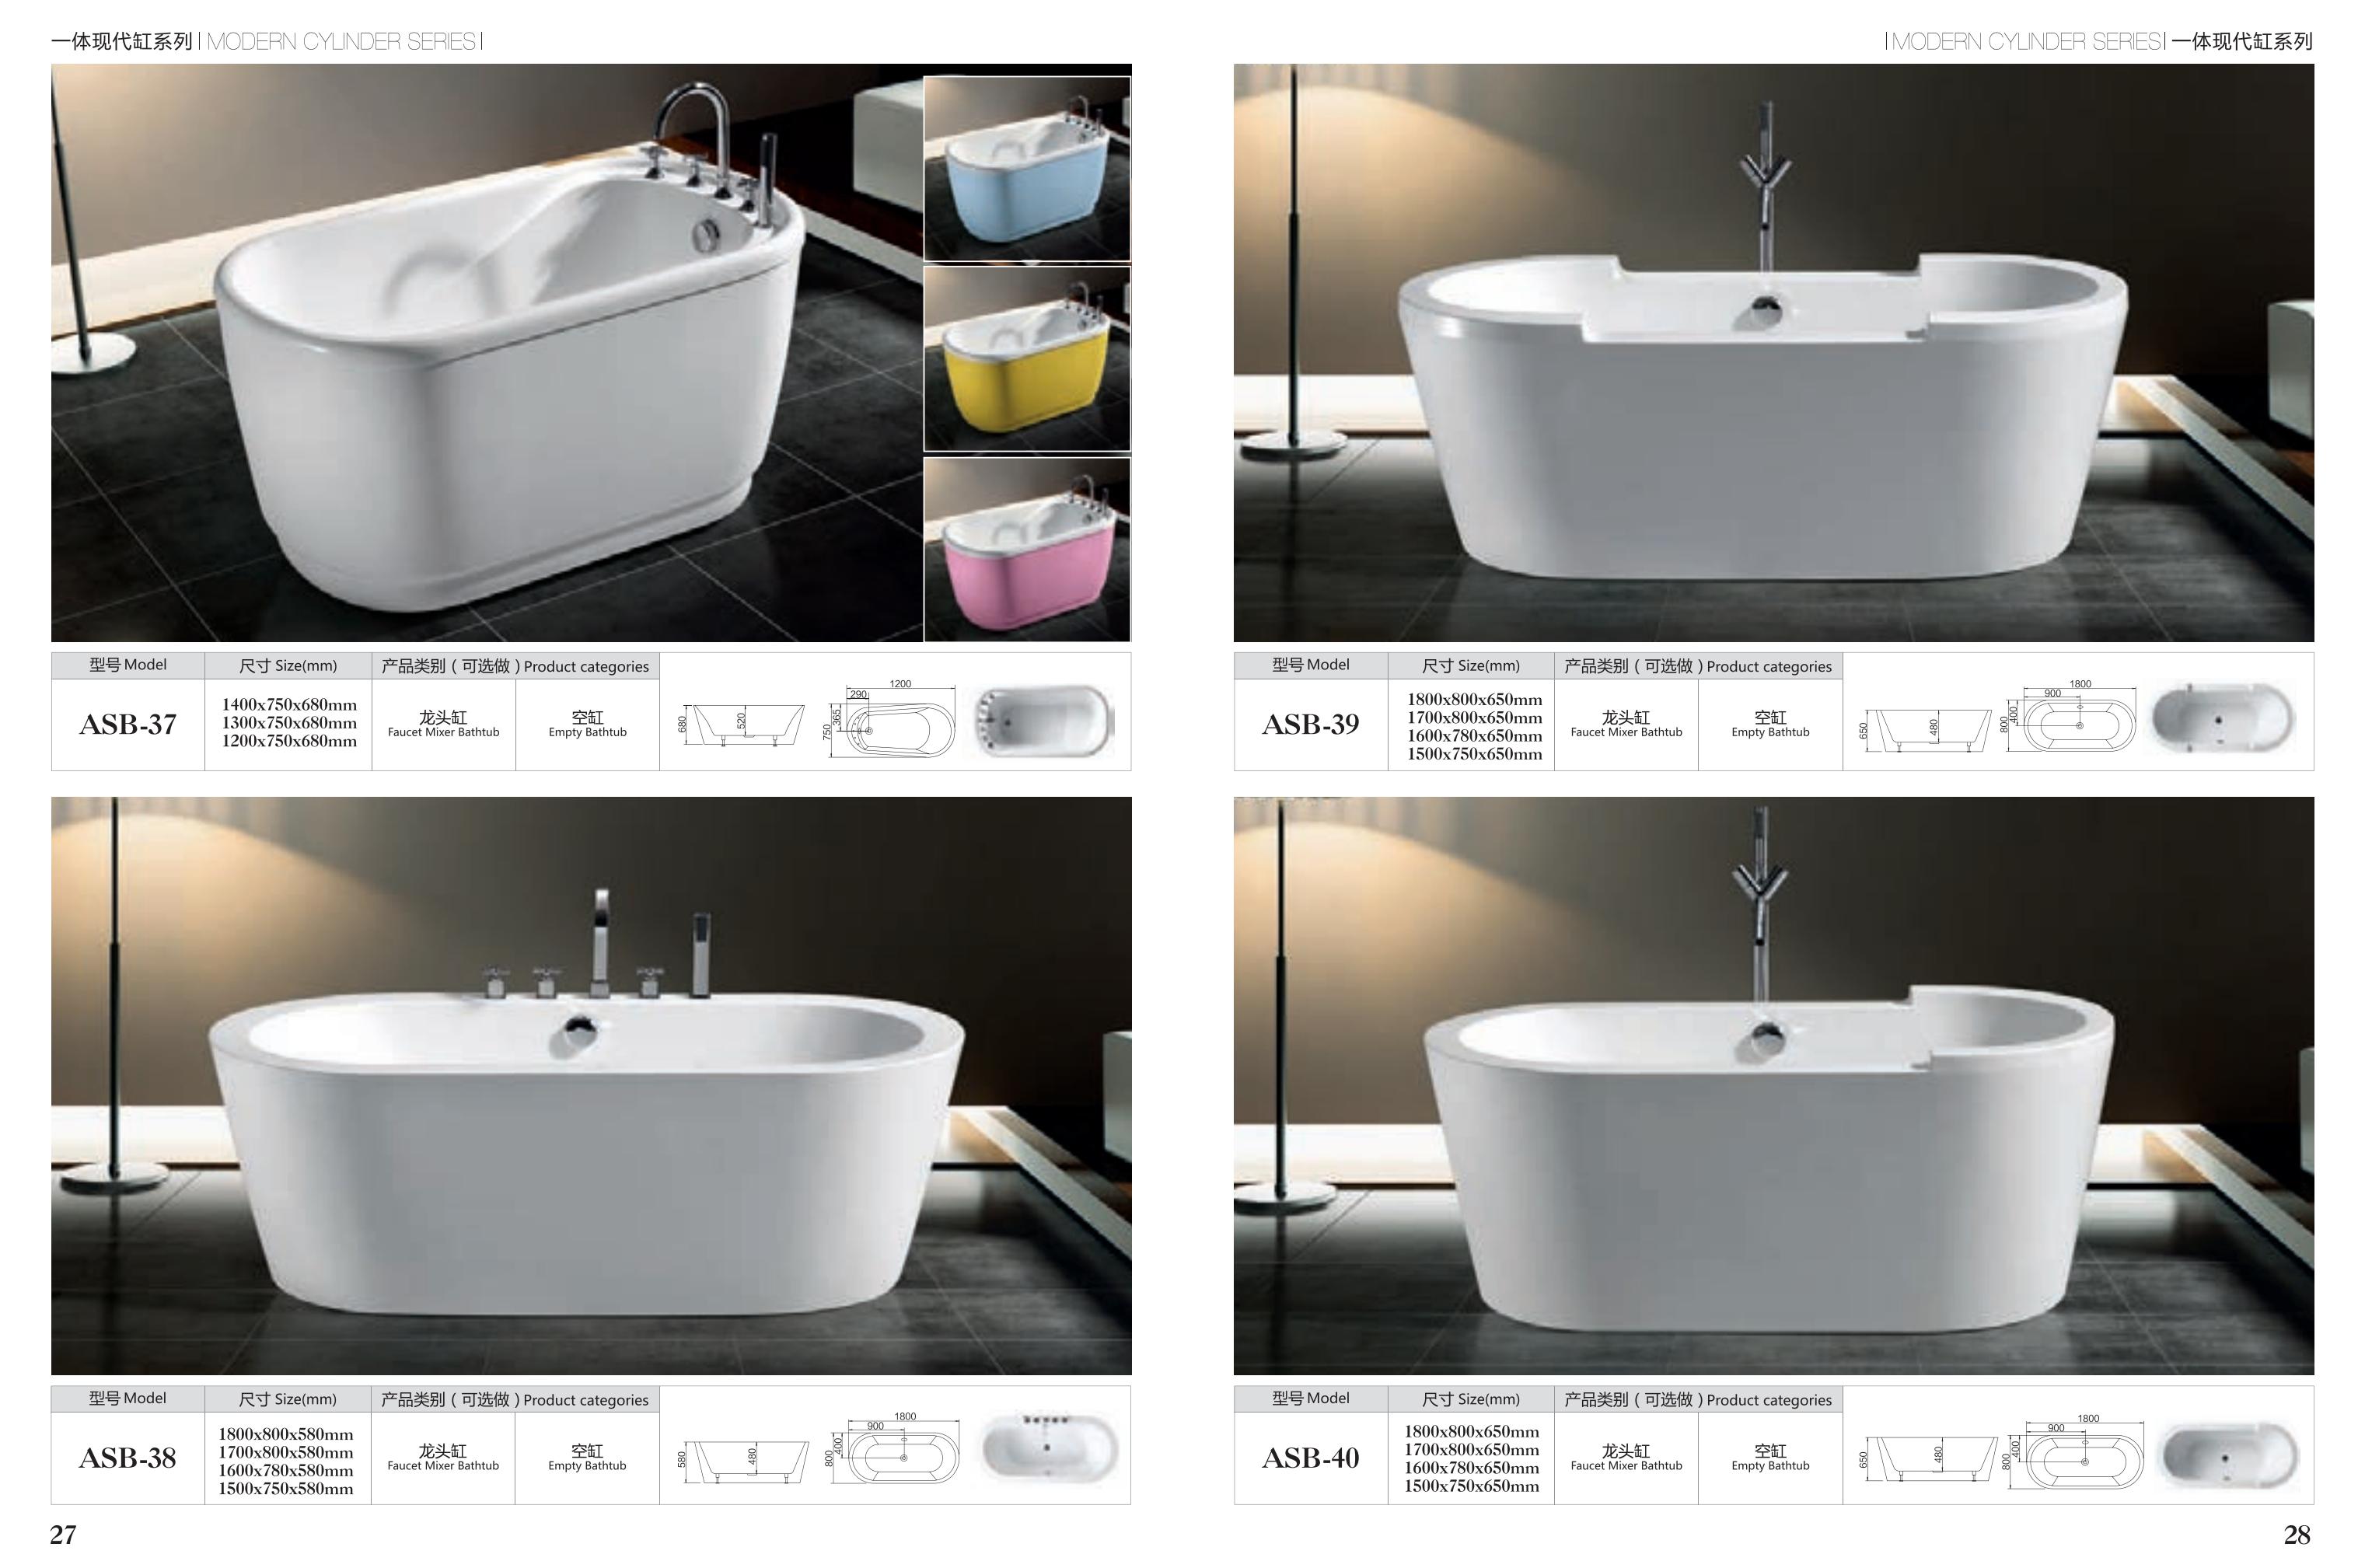 一体现代缸系列 | MODERN CYLINDER SERIES |
型号 Model
尺寸 Size(mm)
产品类别 ( 可选做 ) Product categories
ASB-37
1400x750x680mm
1300x750x680mm
1200x750x680mm
龙头缸
Faucet Mixer Bathtub
空缸
Empty Bathtub
680
520
1200
290
365
750
型号 Model
尺寸 Size(mm)
产品类别 ( 可选做 ) Product categories
ASB-38
1800x800x580mm
1700x800x580mm
1600x780x580mm
1500x750x580mm
龙头缸
Faucet Mixer Bathtub
空缸
Empty Bathtub
580
480
1800
900
400
800
27
| MODERN CYLINDER SERIES | 一体现代缸系列
型号 Model
尺寸 Size(mm)
产品类别 ( 可选做 ) Product categories
ASB-39
1800x800x650mm
1700x800x650mm
1600x780x650mm
1500x750x650mm
龙头缸
Faucet Mixer Bathtub
空缸
Empty Bathtub
650
480
1800
900
400
800
型号 Model
尺寸 Size(mm)
产品类别 ( 可选做 ) Product categories
ASB-40
1800x800x650mm
1700x800x650mm
1600x780x650mm
1500x750x650mm
龙头缸
Faucet Mixer Bathtub
空缸
Empty Bathtub
650
480
1800
900
400
800
28